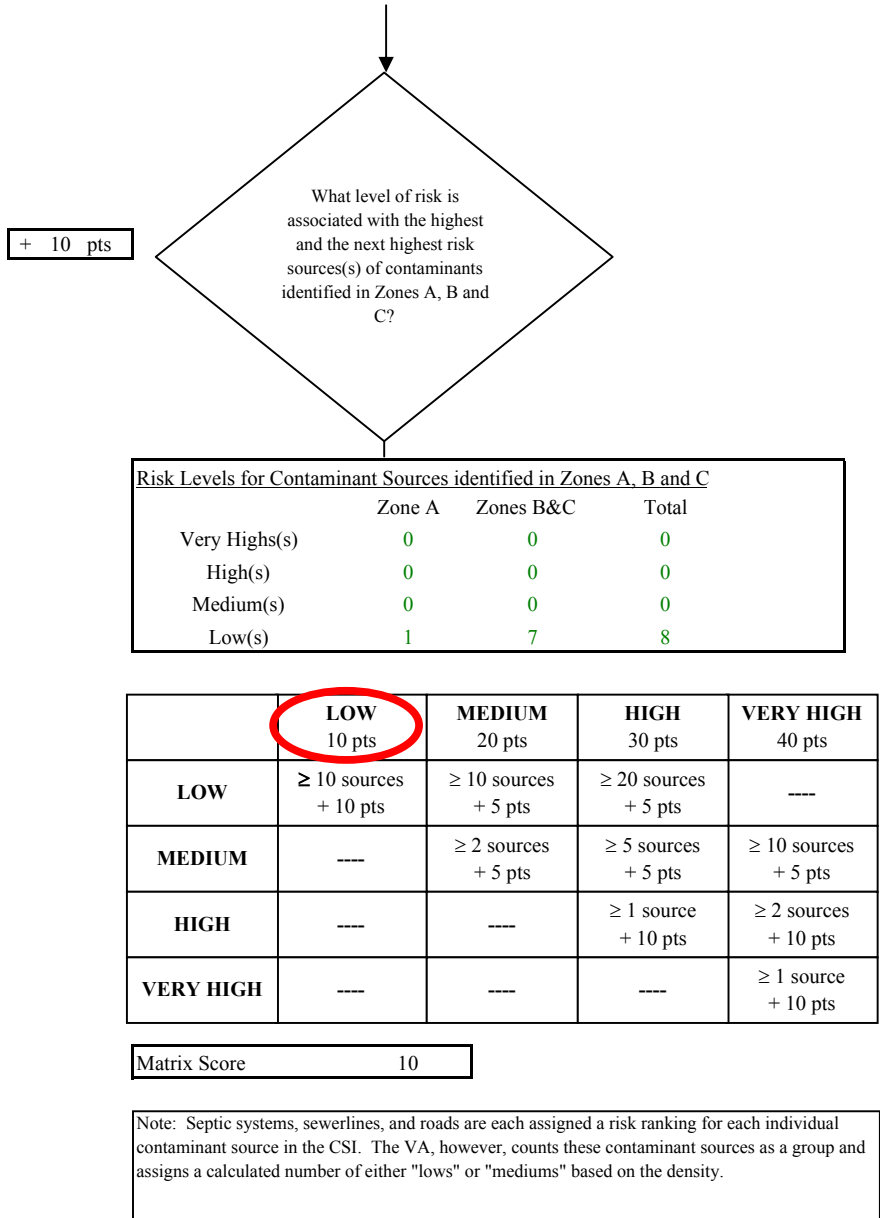 What level of risk is
associated with the highest
and the next highest risk
sources(s) of contaminants
identified in Zones A, B and
C?
+ 10 pts
Risk Levels for Contaminant Sources identified in Zones A, B and C
Zone A Zones B&C Total
Very Highs(s) 0 0 0
High(s) 0 0 0
Medium(s) 0 0 0
Low(s) 1 7 8
LOW MEDIUM HIGH VERY HIGH
10 pts 20 pts 30 pts 40 pts
LOW ≥ 10 sources ≥ 10 sources ≥ 20 sources ----
+ 10 pts + 5 pts + 5 pts
MEDIUM ---- ≥ 2 sources ≥ 5 sources ≥ 10 sources
+ 5 pts + 5 pts + 5 pts
HIGH ---- ---- ≥ 1 source ≥ 2 sources
+ 10 pts + 10 pts
VERY HIGH ---- ---- ---- ≥ 1 source
+ 10 pts
Matrix Score 10
Note: Septic systems, sewerlines, and roads are each assigned a risk ranking for each individual
contaminant source in the CSI. The VA, however, counts these contaminant sources as a group and
assigns a calculated number of either "lows" or "mediums" based on the density.